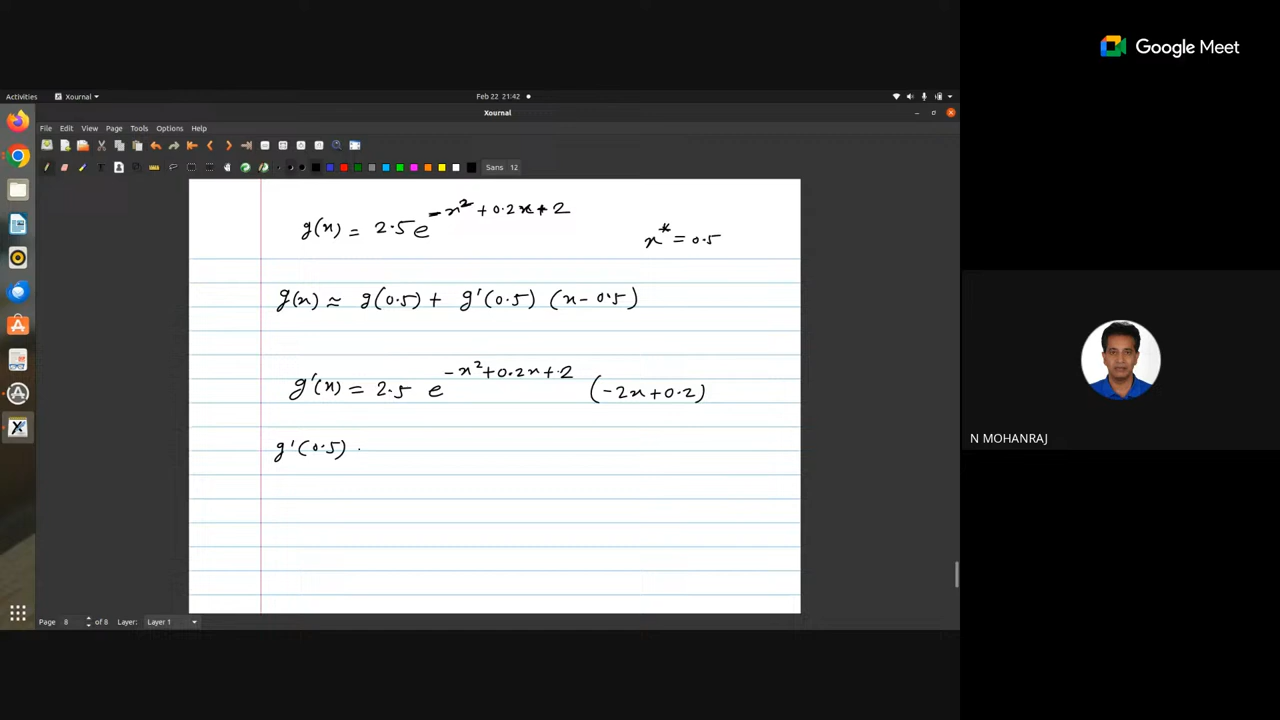 Google Meet
Activities Xournal Feb 22 21:42
Xournal
File Edit View Page Tools Options Help
Sans 12
g(x) = 2.5e^{-x²+0.2x+2}
x* = 0.5
g(x) ≈ g(0.5) + g'(0.5) (x-0.5)
g'(x) = 2.5 e^{-x²+0.2x+2} (-2x+0.2)
g'(0.5)
N MOHANRAJ
Page 8 of 8 Layer: Layer 1